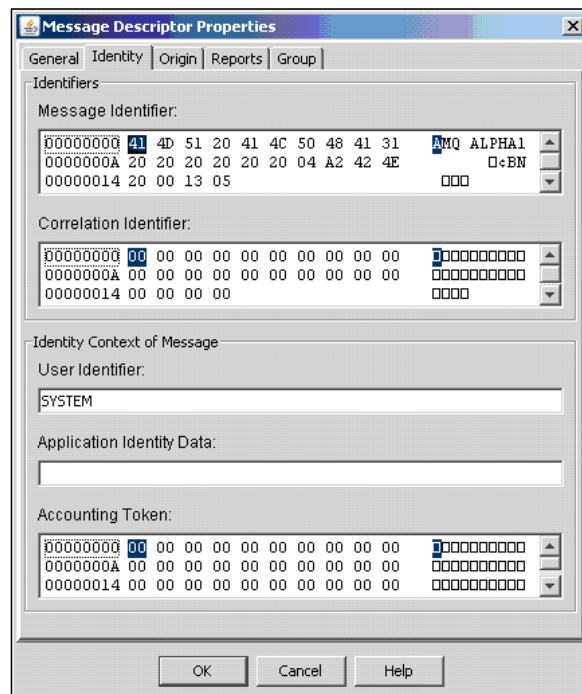 Message Descriptor Properties
General Identity Origin Reports Group
Identifiers
Message Identifier:
00000000 41 4D 51 20 41 4C 50 48 41 31 AMQ ALPHA1
0000000A 20 20 20 20 20 20 04 A2 42 4E □¢BN
00000014 20 00 13 05 □□□
Correlation Identifier:
00000000 00 00 00 00 00 00 00 00 00 00 □□□□□□□□□□
0000000A 00 00 00 00 00 00 00 00 00 00 □□□□□□□□□□
00000014 00 00 00 00 □□□□
Identity Context of Message
User Identifier:
SYSTEM
Application Identity Data:
Accounting Token:
00000000 00 00 00 00 00 00 00 00 00 00 □□□□□□□□□□
0000000A 00 00 00 00 00 00 00 00 00 00 □□□□□□□□□□
00000014 00 00 00 00 00 00 00 00 00 00 □□□□□□□□□□
OK Cancel Help